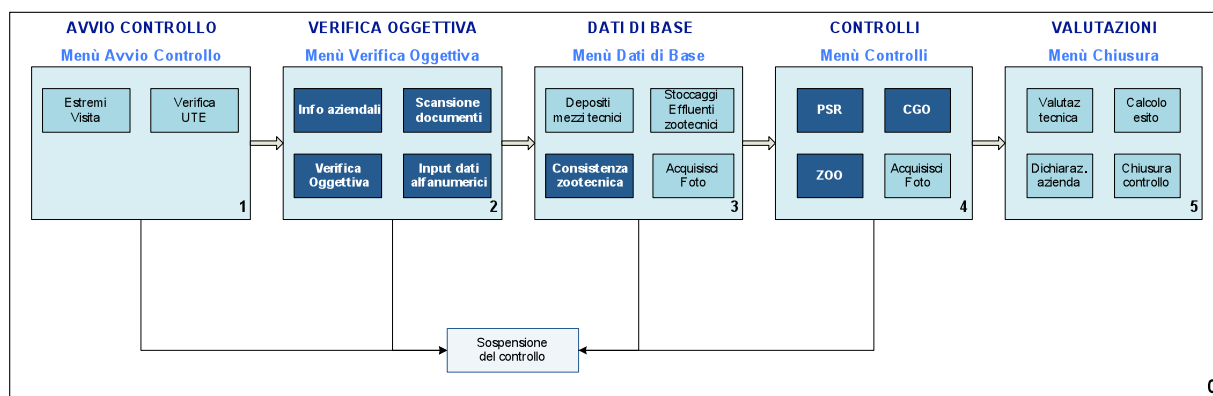 AVVIO CONTROLLO
Menù Avvio Controllo
Estremi
Visita
Verifica
UTE
1
VERIFICA OGGETTIVA
Menù Verifica Oggettiva
Info aziendali
Scansione
documenti
Verifica
Oggettiva
Input dati
alfanumerici
2
DATI DI BASE
Menù Dati di Base
Depositi
mezzi tecnici
Stoccaggi
Effluenti
zootecnici
Consistenza
zootecnica
Acquisisci
Foto
3
CONTROLLI
Menù Controlli
PSR
CGO
ZOO
Acquisisci
Foto
4
VALUTAZIONI
Menù Chiusura
Valutaz
tecnica
Calcolo
esito
Dichiaraz.
azienda
Chiusura
controllo
5
Sospensione
del controllo